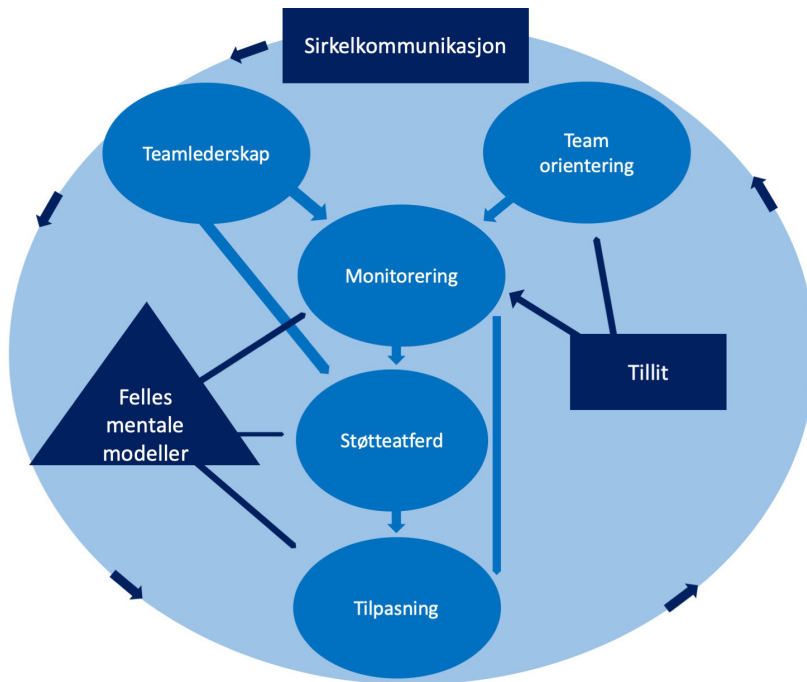 Sirkelkommunikasjon
Teamlederskap
Team
orientering
Monitorering
Tillit
Felles
mentale
modeller
Støtteatferd
Tilpasning